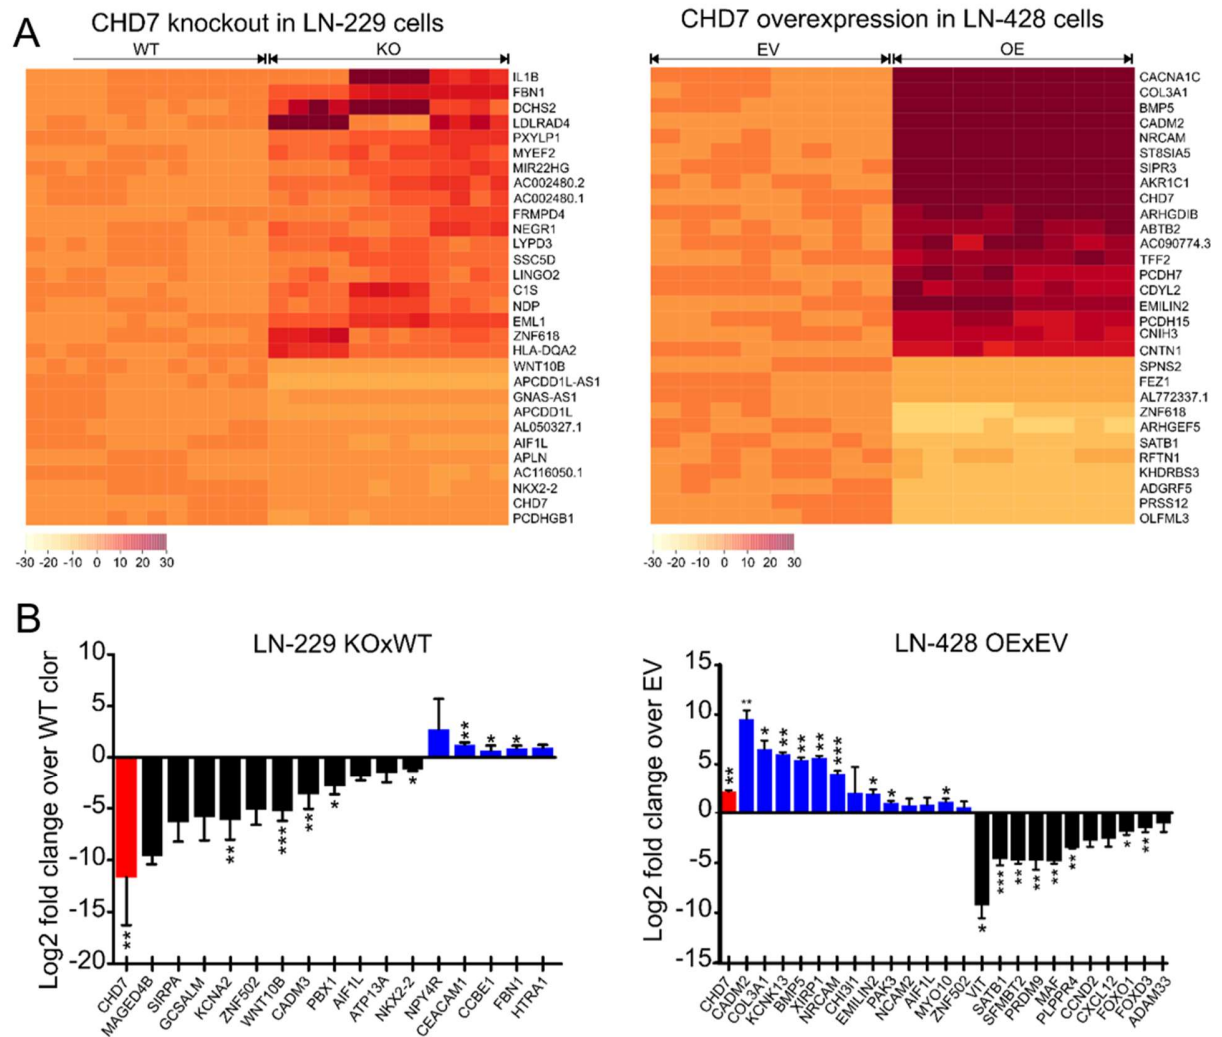 A
CHD7 knockout in LN-229 cells
WT
KO
IL1B
FBN1
DCHS2
LDLRAD4
PXYLP1
MYEF2
MIR22HG
AC002480.2
AC002480.1
FRMPD4
NEGR1
LYPD3
SSC5D
LINGO2
C1S
NDP
EML1
ZNF618
HLA-DQA2
WNT10B
APCDD1L-AS1
GNAS-AS1
APCDD1L
AL050327.1
AIF1L
APLN
AC116050.1
NKX2-2
CHD7
PCDHGB1
-30 -20 -10 0 10 20 30
CHD7 overexpression in LN-428 cells
EV
OE
CACNA1C
COL3A1
BMP5
CADM2
NRCAM
ST8SIA5
SIPR3
AKR1C1
CHD7
ARHGDIB
ABTB2
AC090774.3
TFF2
PCDH7
CDYL2
EMILIN2
PCDH15
CNIH3
CNTN1
SPNS2
FEZ1
AL772337.1
ZNF618
ARHGEF5
SATB1
RFTN1
KHDRBS3
ADGRF5
PRSS12
OLFML3
-30 -20 -10 0 10 20 30
B
LN-229 KOxWT
Log2 fold clange over WT clor
10
5
0
-5
-10
-15
-20
** ** *** ** * * ** * *
CHD7
MAGED4B
SIRPA
GCSALM
KCNA2
ZNF502
WNT10B
CADM3
PBX1
AIF1L
ATP13A
NKX2-2
NPY4R
CEACAM1
CCBE1
FBN1
HTRA1
LN-428 OExEV
Log2 fold change over EV
15
10
5
0
-5
-10
-15
** ** * ** ** ** *** * * * * *** ** ** ** ** * **
CHD7
CADM2
COL3A1
KCNK13
BMP5
XIRP1
NRCAM
CHI3I1
EMILIN2
PAK3
NCAM2
AIF1L
MYO10
ZNF502
VIT
SATB1
SFMBT2
PRDM9
MAF
PLPPR4
CCND2
CXCL12
FOXO1
FOXD3
ADAM33